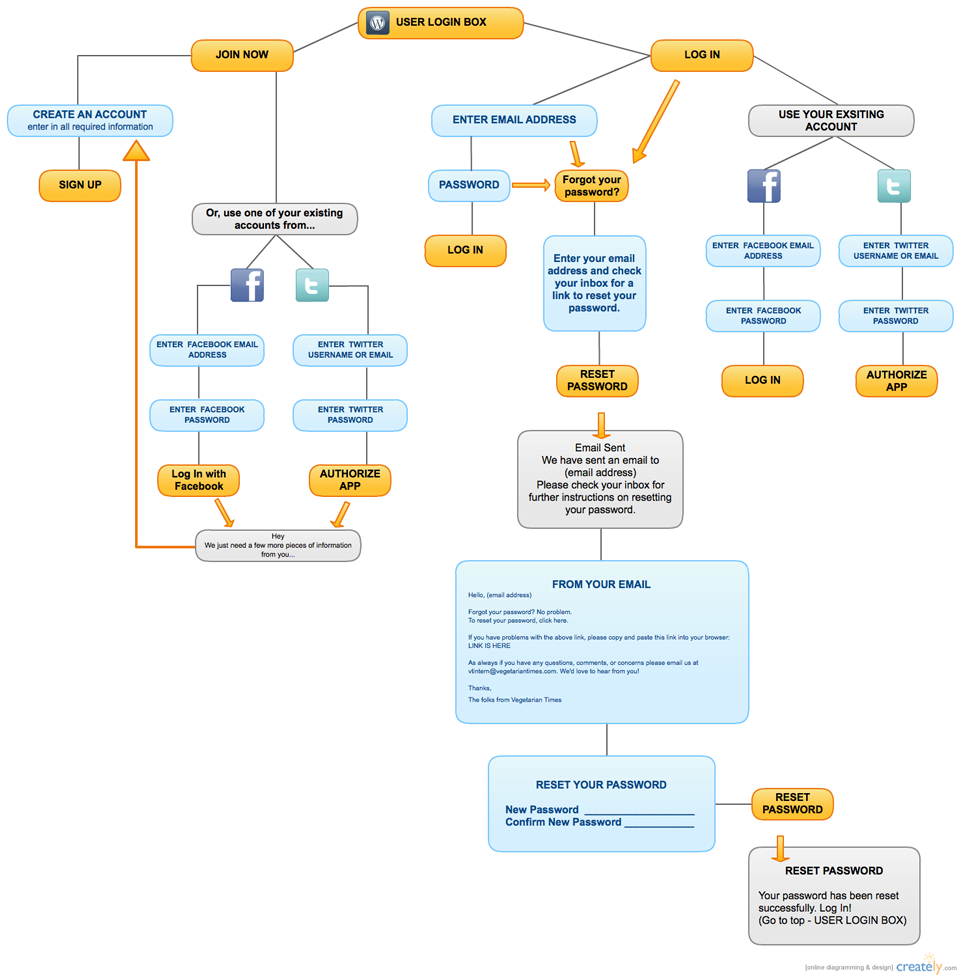 USER LOGIN BOX
JOIN NOW
LOG IN
CREATE AN ACCOUNT
enter in all required information
SIGN UP
Or, use one of your existing
accounts from...
f
t
ENTER FACEBOOK EMAIL
ADDRESS
ENTER TWITTER
USERNAME OR EMAIL
ENTER FACEBOOK
PASSWORD
ENTER TWITTER
PASSWORD
Log In with
Facebook
AUTHORIZE
APP
Hey
We just need a few more pieces of information
from you...
ENTER EMAIL ADDRESS
PASSWORD
LOG IN
Forgot your
password?
Enter your email
address and check
your inbox for a
link to reset your
password.
RESET
PASSWORD
Email Sent
We have sent an email to
(email address)
Please check your inbox for
further instructions on resetting
your password.
FROM YOUR EMAIL
Hello, (email address)
Forgot your password? No problem.
To reset your password, click here.
If you have problems with the above link, please copy and paste this link into your browser:
LINK IS HERE
As always if you have any questions, comments, or concerns please email us at
vtintern@vegetariantimes.com. We'd love to hear from you!
Thanks,
The folks from Vegetarian Times
RESET YOUR PASSWORD
New Password ____________________
Confirm New Password _____________
RESET
PASSWORD
RESET PASSWORD
Your password has been reset
successfully. Log In!
(Go to top - USER LOGIN BOX)
USE YOUR EXSITING
ACCOUNT
f
t
ENTER FACEBOOK EMAIL
ADDRESS
ENTER TWITTER
USERNAME OR EMAIL
ENTER FACEBOOK
PASSWORD
ENTER TWITTER
PASSWORD
LOG IN
AUTHORIZE
APP
[online diagramming & design] creately.com